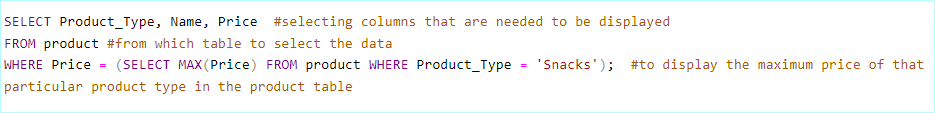 SELECT Product_Type, Name, Price  #selecting columns that are needed to be displayed
FROM product #from which table to select the data
WHERE Price = (SELECT MAX(Price) FROM product WHERE Product_Type = 'Snacks');  #to display the maximum price of that
particular product type in the product table